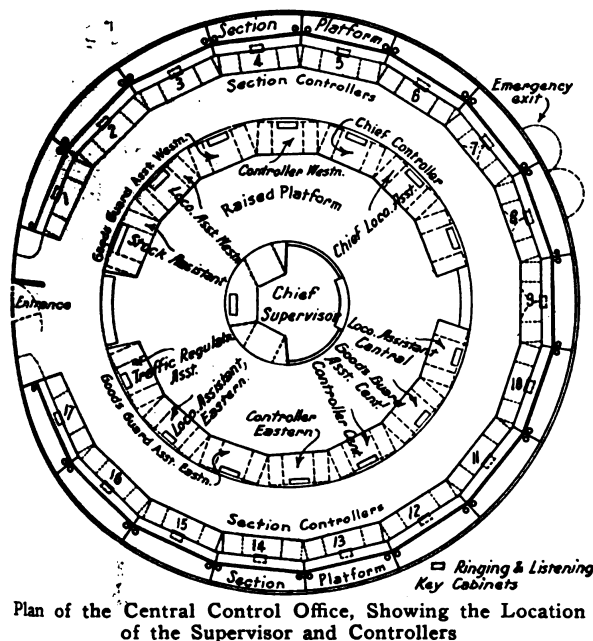 Section
Platform
Section Controllers
Emergency
exit
1
2
3
4
5
6
7
8
9
10
11
12
13
14
15
16
17
Entrance
Goods Guard Asst Westn.
Loco. Asst. Westn.
Stock Assistant
Controller Westn.
Raised Platform
Chief Controller
Chief Loco. Asst.
Chief
Supervisor
Traffic Regulatn.
Asst.
Loco Assistant,
Eastern.
Goods Guard Asst. Eastn.
Controller
Eastern
Controller Cent.
Goods Guard
Asst. Cent.
Loco. Assistant
Central
Section Controllers
Section
Platform
Ringing & Listening
Key Cabinets
Plan of the Central Control Office, Showing the Location
of the Supervisor and Controllers